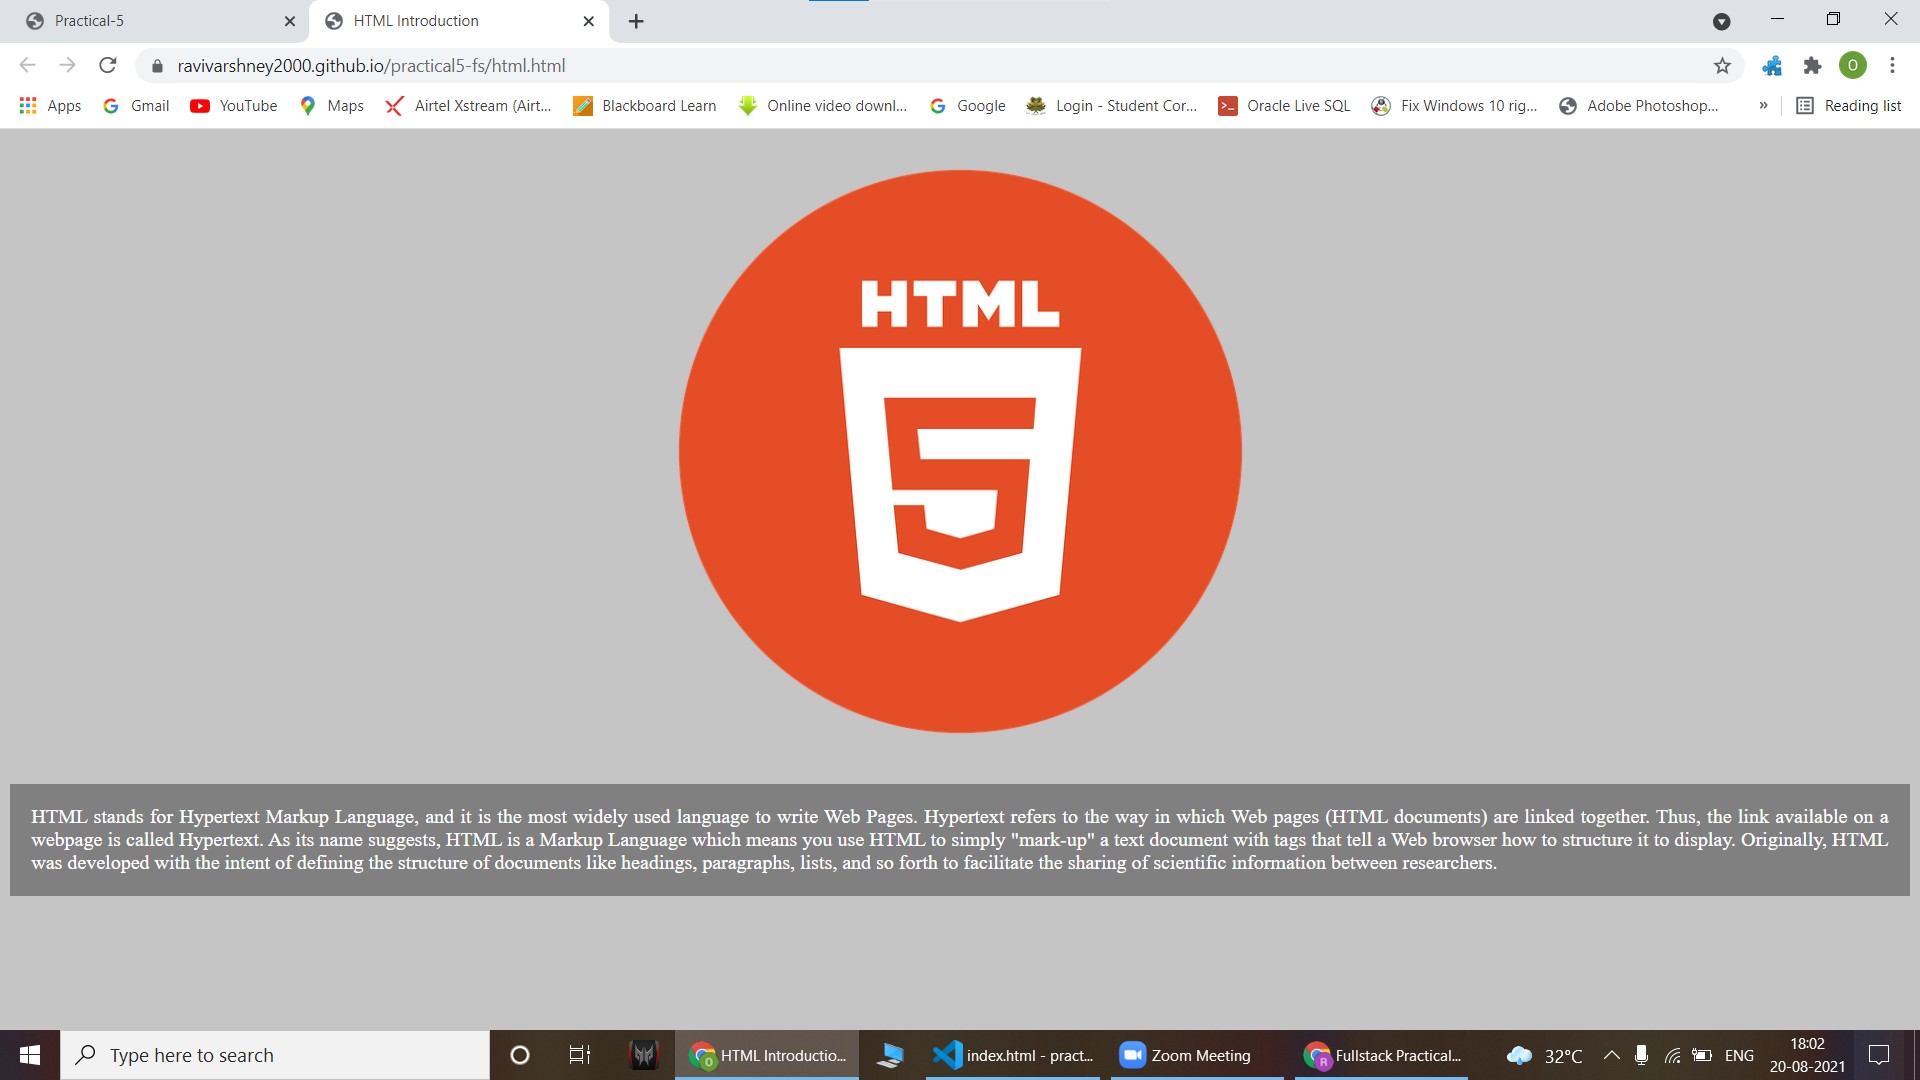 Practical-5
HTML Introduction
ravivarshney2000.github.io/practical5-fs/html.html
O
Apps
Gmail
YouTube
Maps
Airtel Xstream (Airt...
Blackboard Learn
Online video downl...
Google
Login - Student Cor...
Oracle Live SQL
Fix Windows 10 rig...
Adobe Photoshop...
»
Reading list
HTML
5
HTML stands for Hypertext Markup Language, and it is the most widely used language to write Web Pages. Hypertext refers to the way in which Web pages (HTML documents) are linked together. Thus, the link available on a
webpage is called Hypertext. As its name suggests, HTML is a Markup Language which means you use HTML to simply "mark-up" a text document with tags that tell a Web browser how to structure it to display. Originally, HTML
was developed with the intent of defining the structure of documents like headings, paragraphs, lists, and so forth to facilitate the sharing of scientific information between researchers.
Type here to search
HTML Introductio...
index.html - pract...
Zoom Meeting
Fullstack Practical...
32°C
ENG
18:02
20-08-2021